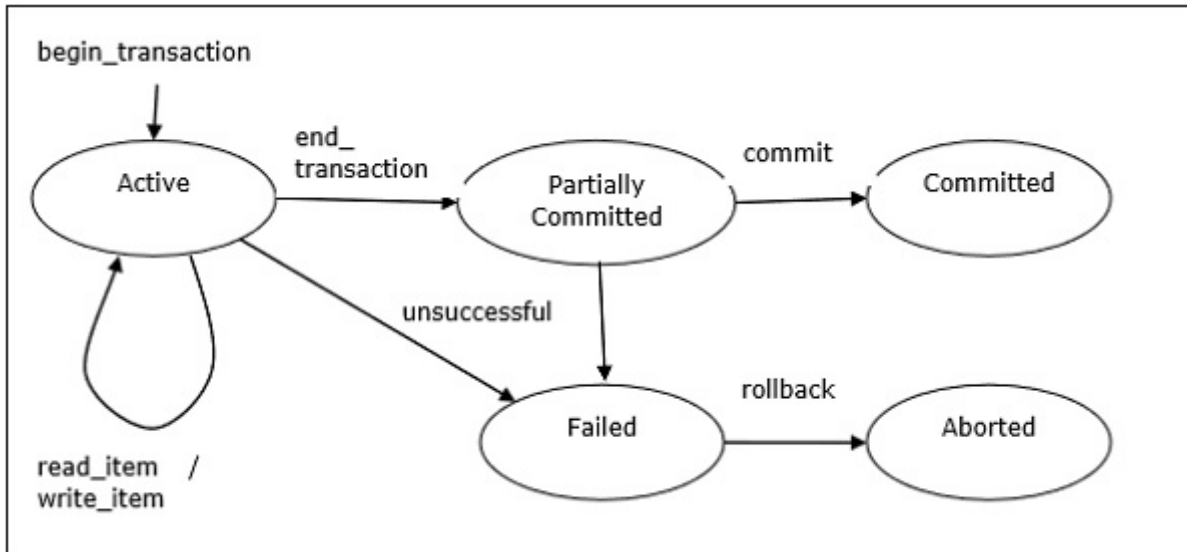 begin_transaction
end_
transaction
commit
Active
Partially
Committed
Committed
unsuccessful
rollback
Failed
Aborted
read_item /
write_item